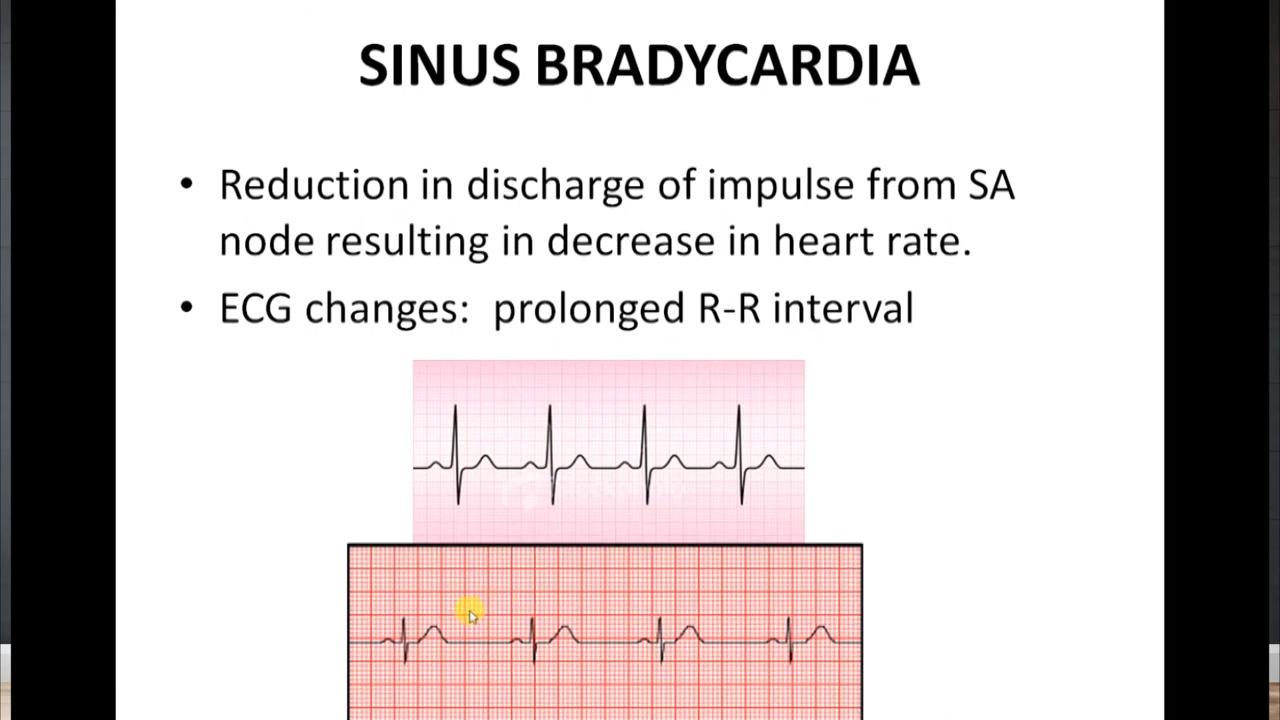 SINUS BRADYCARDIA
• Reduction in discharge of impulse from SA
node resulting in decrease in heart rate.
• ECG changes:  prolonged R-R interval